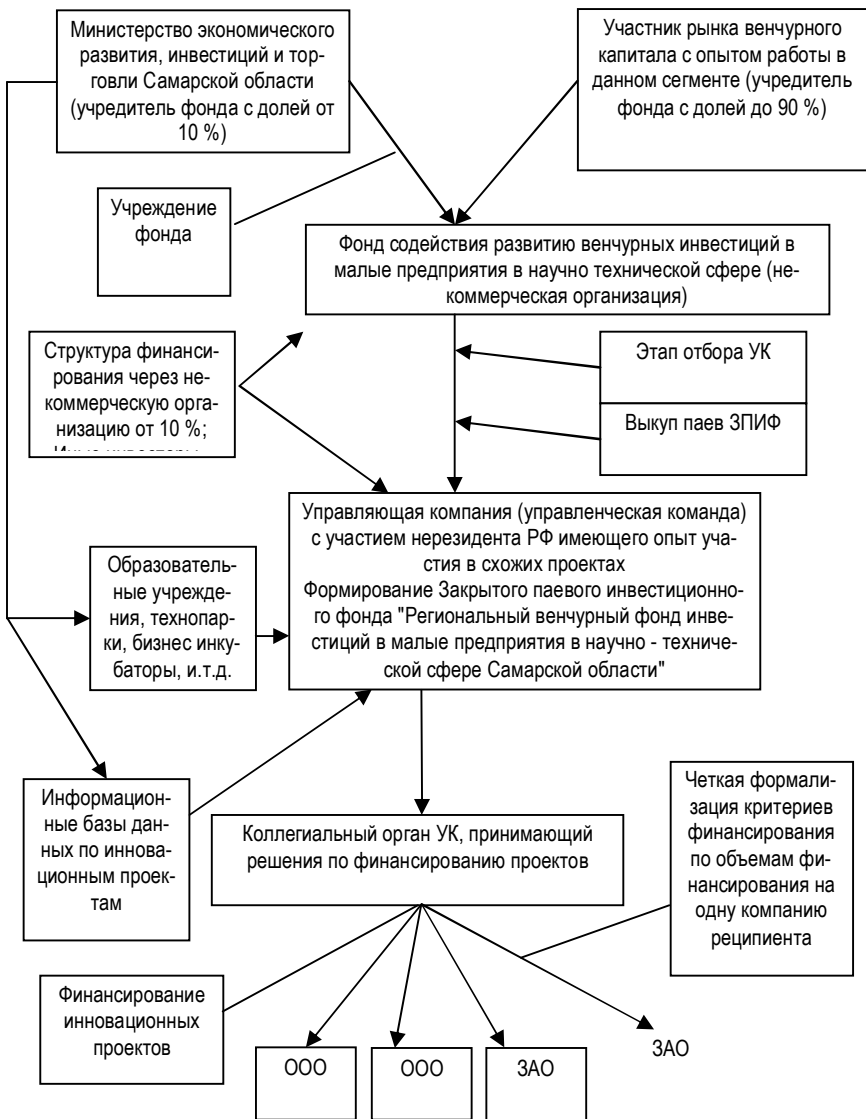 Министерство экономического
развития, инвестиций и тор-
говли Самарской области
(учредитель фонда с долей от
10 %)
Участник рынка венчурного
капитала с опытом работы в
данном сегменте (учредитель
фонда с долей до 90 %)
Учреждение
фонда
Фонд содействия развитию венчурных инвестиций в
малые предприятия в научно технической сфере (не-
коммерческая организация)
Структура финанси-
рования через не-
коммерческую орга-
низацию от 10 %;
Этап отбора УК
Выкуп паев ЗПИФ
Управляющая компания (управленческая команда)
с участием нерезидента РФ имеющего опыт уча-
стия в схожих проектах
Формирование Закрытого паевого инвестиционно-
го фонда "Региональный венчурный фонд инве-
стиций в малые предприятия в научно - техниче-
ской сфере Самарской области"
Образователь-
ные учрежде-
ния, технопар-
ки, бизнес инку-
баторы, и.т.д.
Информацион-
ные базы дан-
ных по иннова-
ционным проек-
там
Коллегиальный орган УК, принимающий
решения по финансированию проектов
Четкая формали-
зация критериев
финансирования
по объемам фи-
нансирования на
одну компанию
реципиента
Финансирование
инновационных
проектов
ООО
ООО
ЗАО
ЗАО